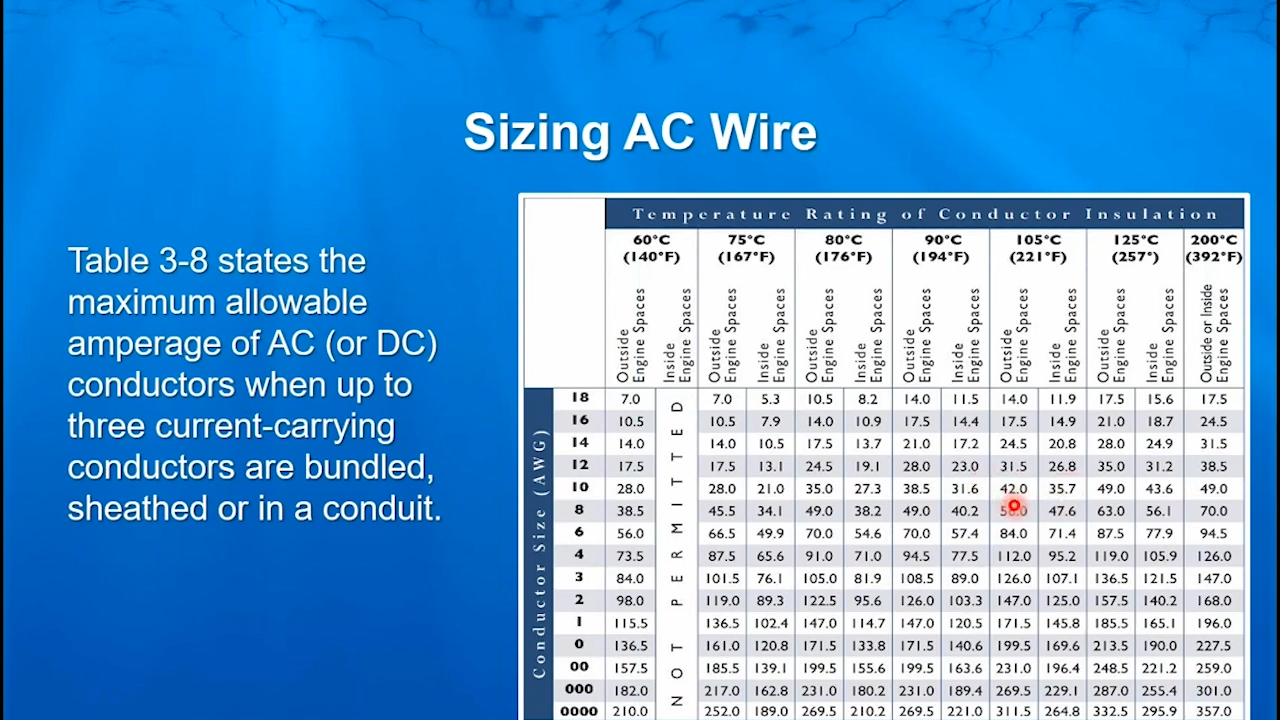 Sizing AC Wire
Table 3-8 states the
maximum allowable
amperage of AC (or DC)
conductors when up to
three current-carrying
conductors are bundled,
sheathed or in a conduit.
Temperature Rating of Conductor Insulation
60°C 75°C 80°C 90°C 105°C 125°C 200°C
(140°F) (167°F) (176°F) (194°F) (221°F) (257°) (392°F)
Outside Engine Spaces Inside Engine Spaces Outside Engine Spaces Inside Engine Spaces Outside Engine Spaces Inside Engine Spaces Outside Engine Spaces Inside Engine Spaces Outside Engine Spaces Inside Engine Spaces Outside Engine Spaces Inside Engine Spaces Outside or Inside Engine Spaces
Conductor Size (AWG)
NOT PERMITTED
18 7.0 7.0 5.3 10.5 8.2 14.0 11.5 14.0 11.9 17.5 15.6 17.5
16 10.5 10.5 7.9 14.0 10.9 17.5 14.4 17.5 14.9 21.0 18.7 24.5
14 14.0 14.0 10.5 17.5 13.7 21.0 17.2 24.5 20.8 28.0 24.9 31.5
12 17.5 17.5 13.1 24.5 19.1 28.0 23.0 31.5 26.8 35.0 31.2 38.5
10 28.0 28.0 21.0 35.0 27.3 38.5 31.6 42.0 35.7 49.0 43.6 49.0
8 38.5 45.5 34.1 49.0 38.2 49.0 40.2 47.6 63.0 56.1 70.0
6 56.0 66.5 49.9 70.0 54.6 70.0 57.4 84.0 71.4 87.5 77.9 94.5
4 73.5 87.5 65.6 91.0 71.0 94.5 77.5 112.0 95.2 119.0 105.9 126.0
3 84.0 101.5 76.1 105.0 81.9 108.5 89.0 126.0 107.1 136.5 121.5 147.0
2 98.0 119.0 89.3 122.5 95.6 126.0 103.3 147.0 125.0 157.5 140.2 168.0
1 115.5 136.5 102.4 147.0 114.7 147.0 120.5 171.5 145.8 185.5 165.1 196.0
0 136.5 161.0 120.8 171.5 133.8 171.5 140.6 199.5 169.6 213.5 190.0 227.5
00 157.5 185.5 139.1 199.5 155.6 199.5 163.6 231.0 196.4 248.5 221.2 259.0
000 182.0 217.0 162.8 231.0 180.2 231.0 189.4 269.5 229.1 287.0 255.4 301.0
0000 210.0 252.0 189.0 269.5 210.2 269.5 221.0 311.5 264.8 332.5 295.9 357.0